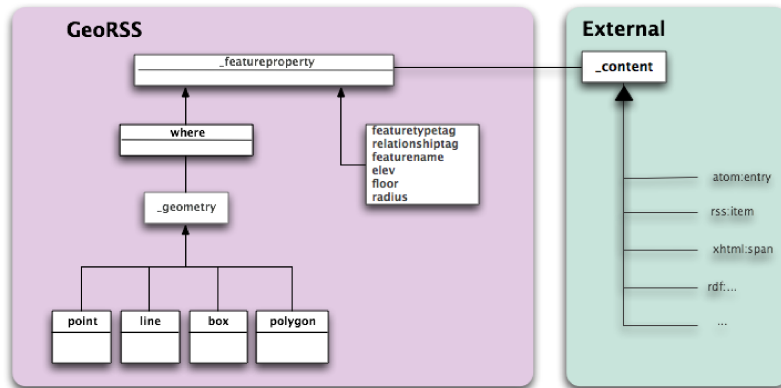 GeoRSS
_featureproperty
where
featuretypetag
relationshiptag
featurename
elev
floor
radius
_geometry
point
line
box
polygon
External
_content
atom:entry
rss:item
xhtml:span
rdf:...
...